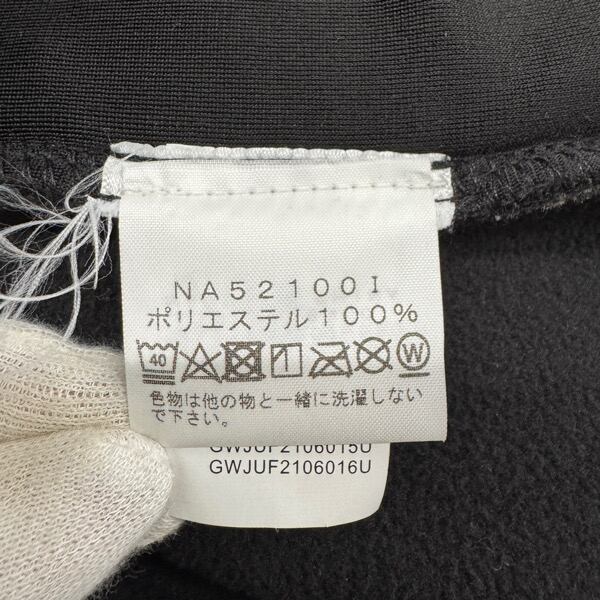 NA52100I
ポリエステル100%
40 W
色物は他の物と一緒に洗濯しない
で下さい。
GWJUF2106015U
GWJUF2106016U